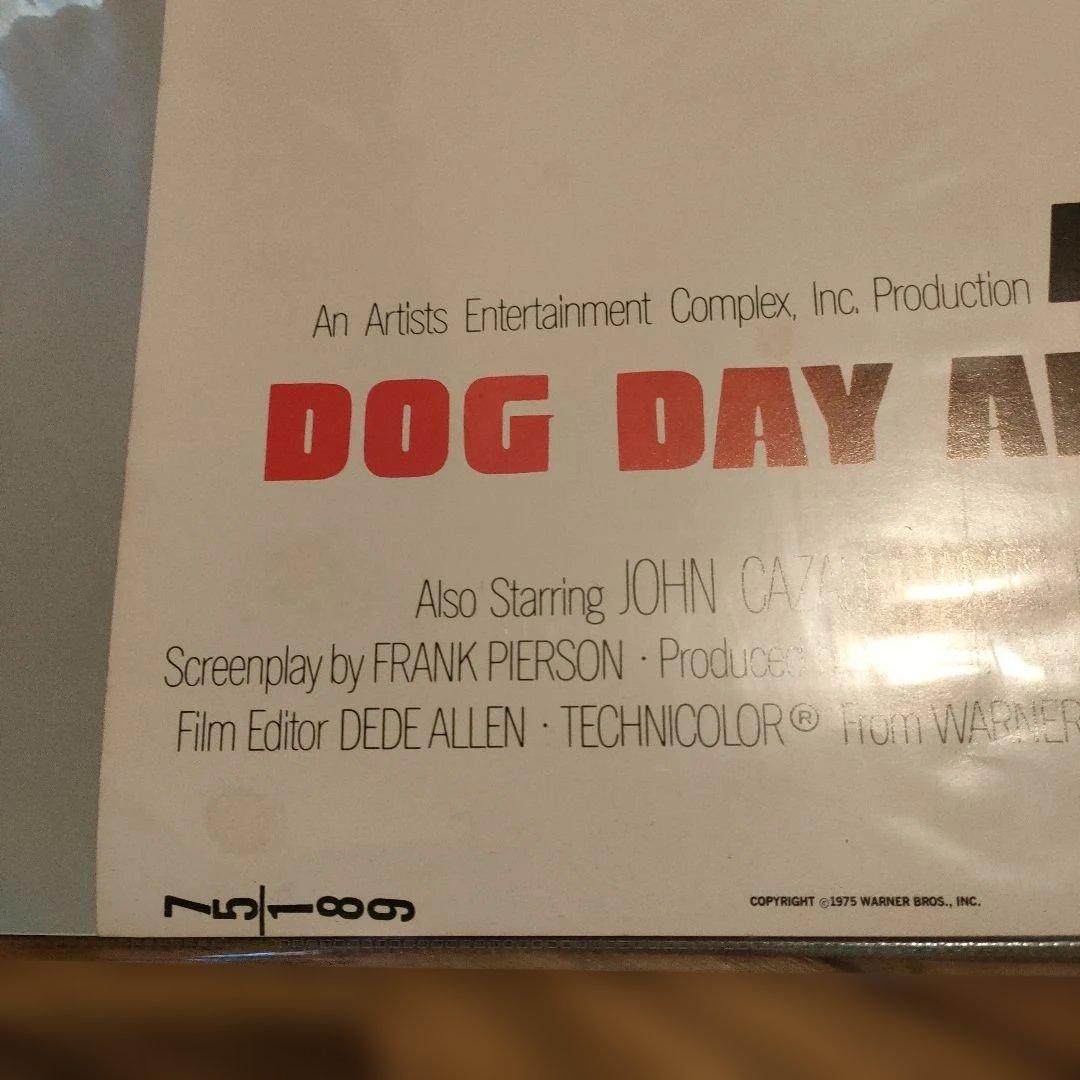 An Artists Entertainment Complex, Inc. Production
DOG DAY
Also Starring JOHN
Screenplay by FRANK PIERSON · Produced
Film Editor DEDE ALLEN · TECHNICOLOR® From WARNER
75/189
COPYRIGHT ©1975 WARNER BROS., INC.